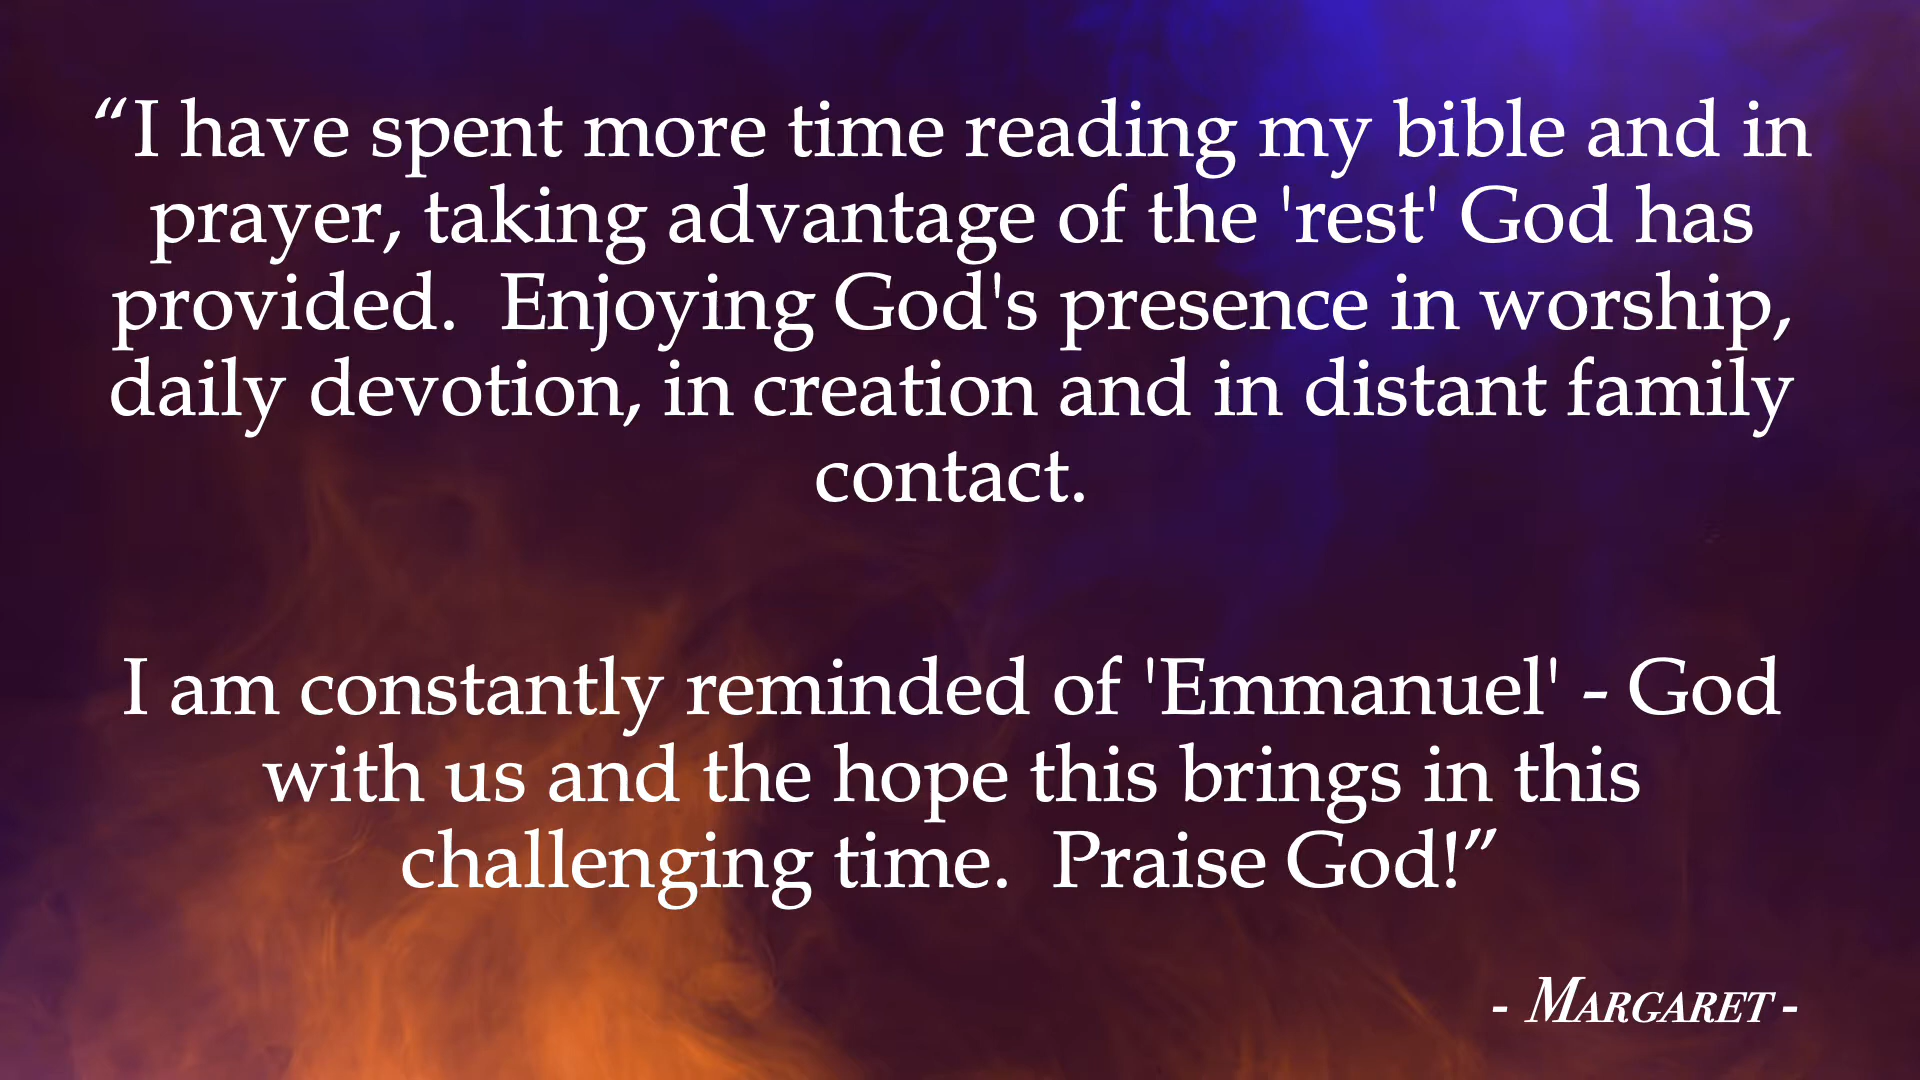 “I have spent more time reading my bible and in
prayer, taking advantage of the 'rest' God has
provided.  Enjoying God's presence in worship,
daily devotion, in creation and in distant family
contact.
I am constantly reminded of 'Emmanuel' - God
with us and the hope this brings in this
challenging time.  Praise God!”
- Margaret -